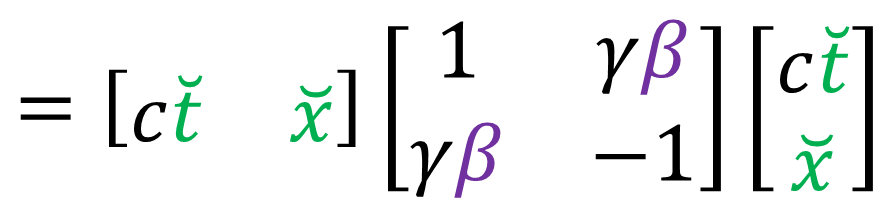 = [ct̆ x̆] [1 γβ
γβ −1] [ct̆
x̆]